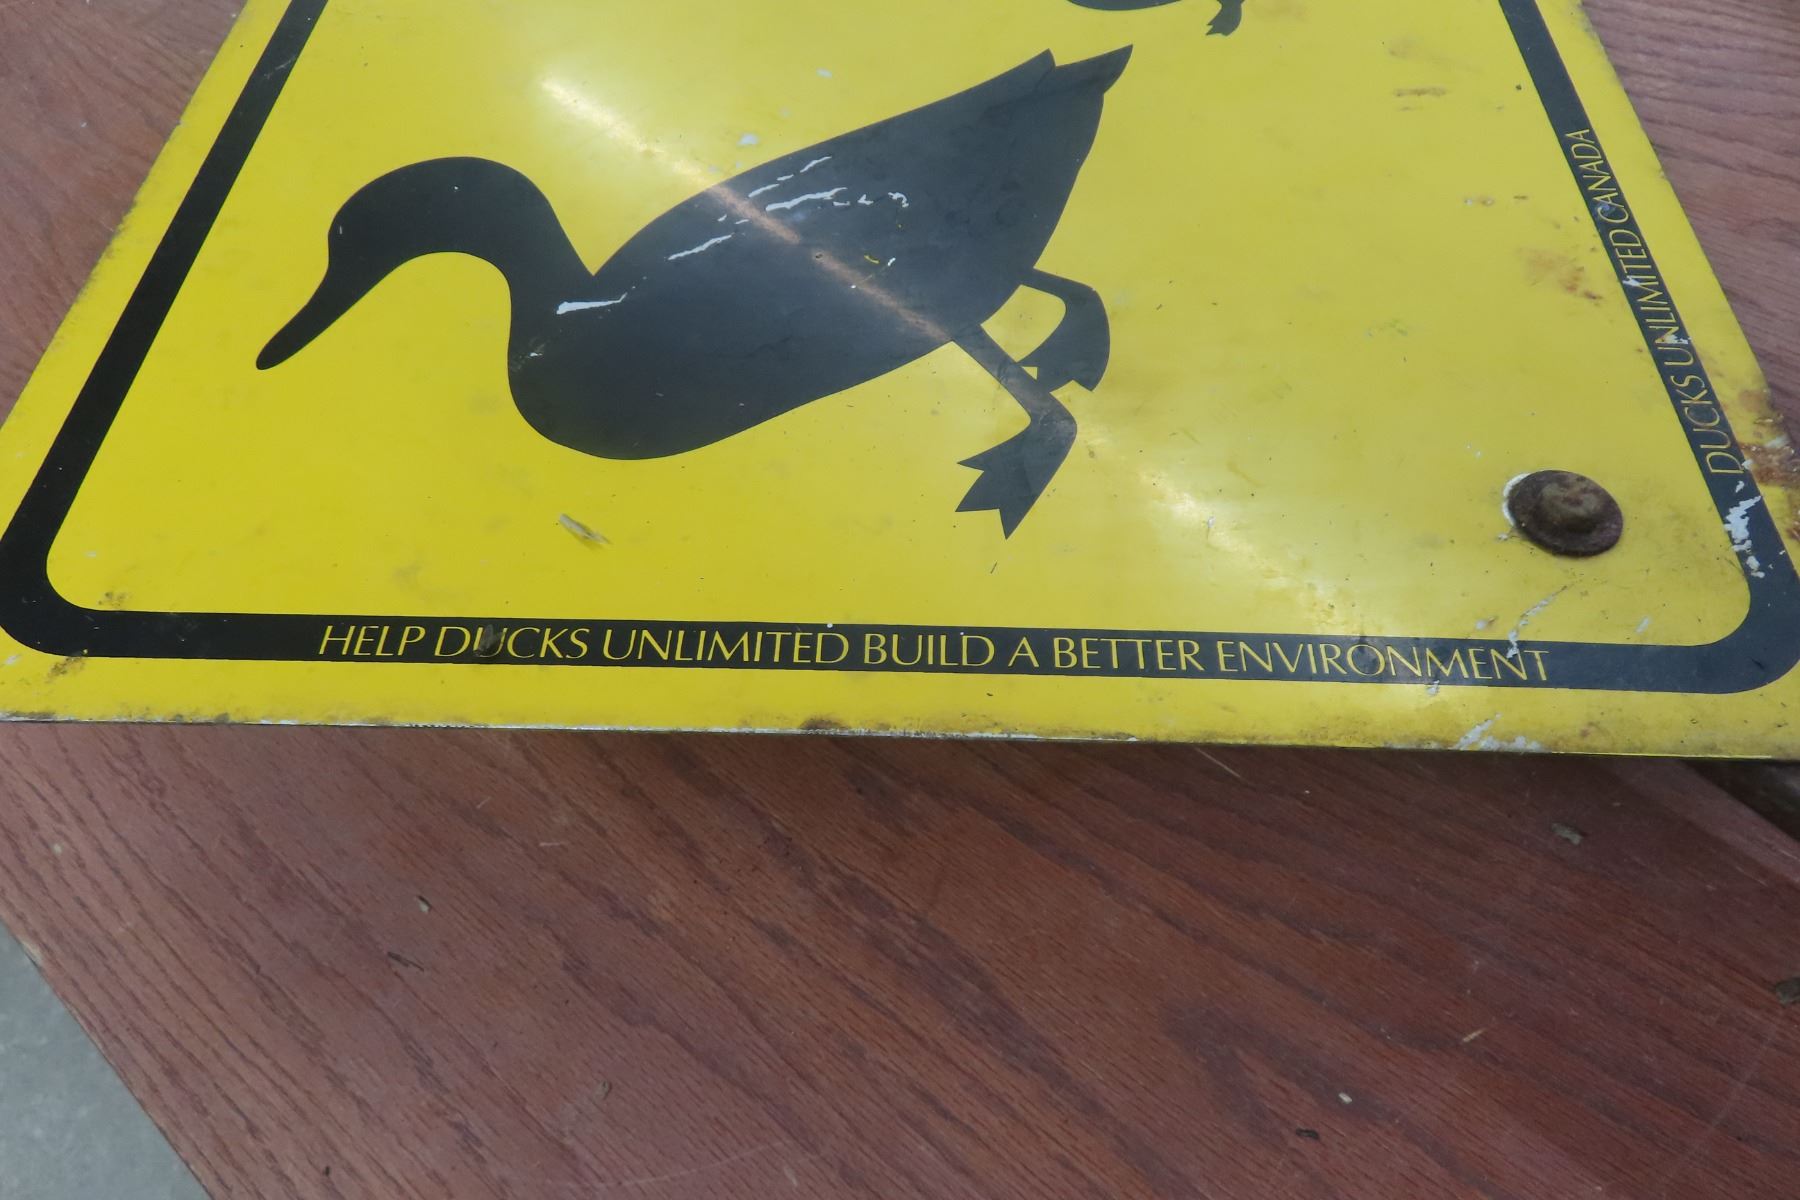 HELP DUCKS UNLIMITED BUILD A BETTER ENVIRONMENT
DUCKS UNLIMITED CANADA